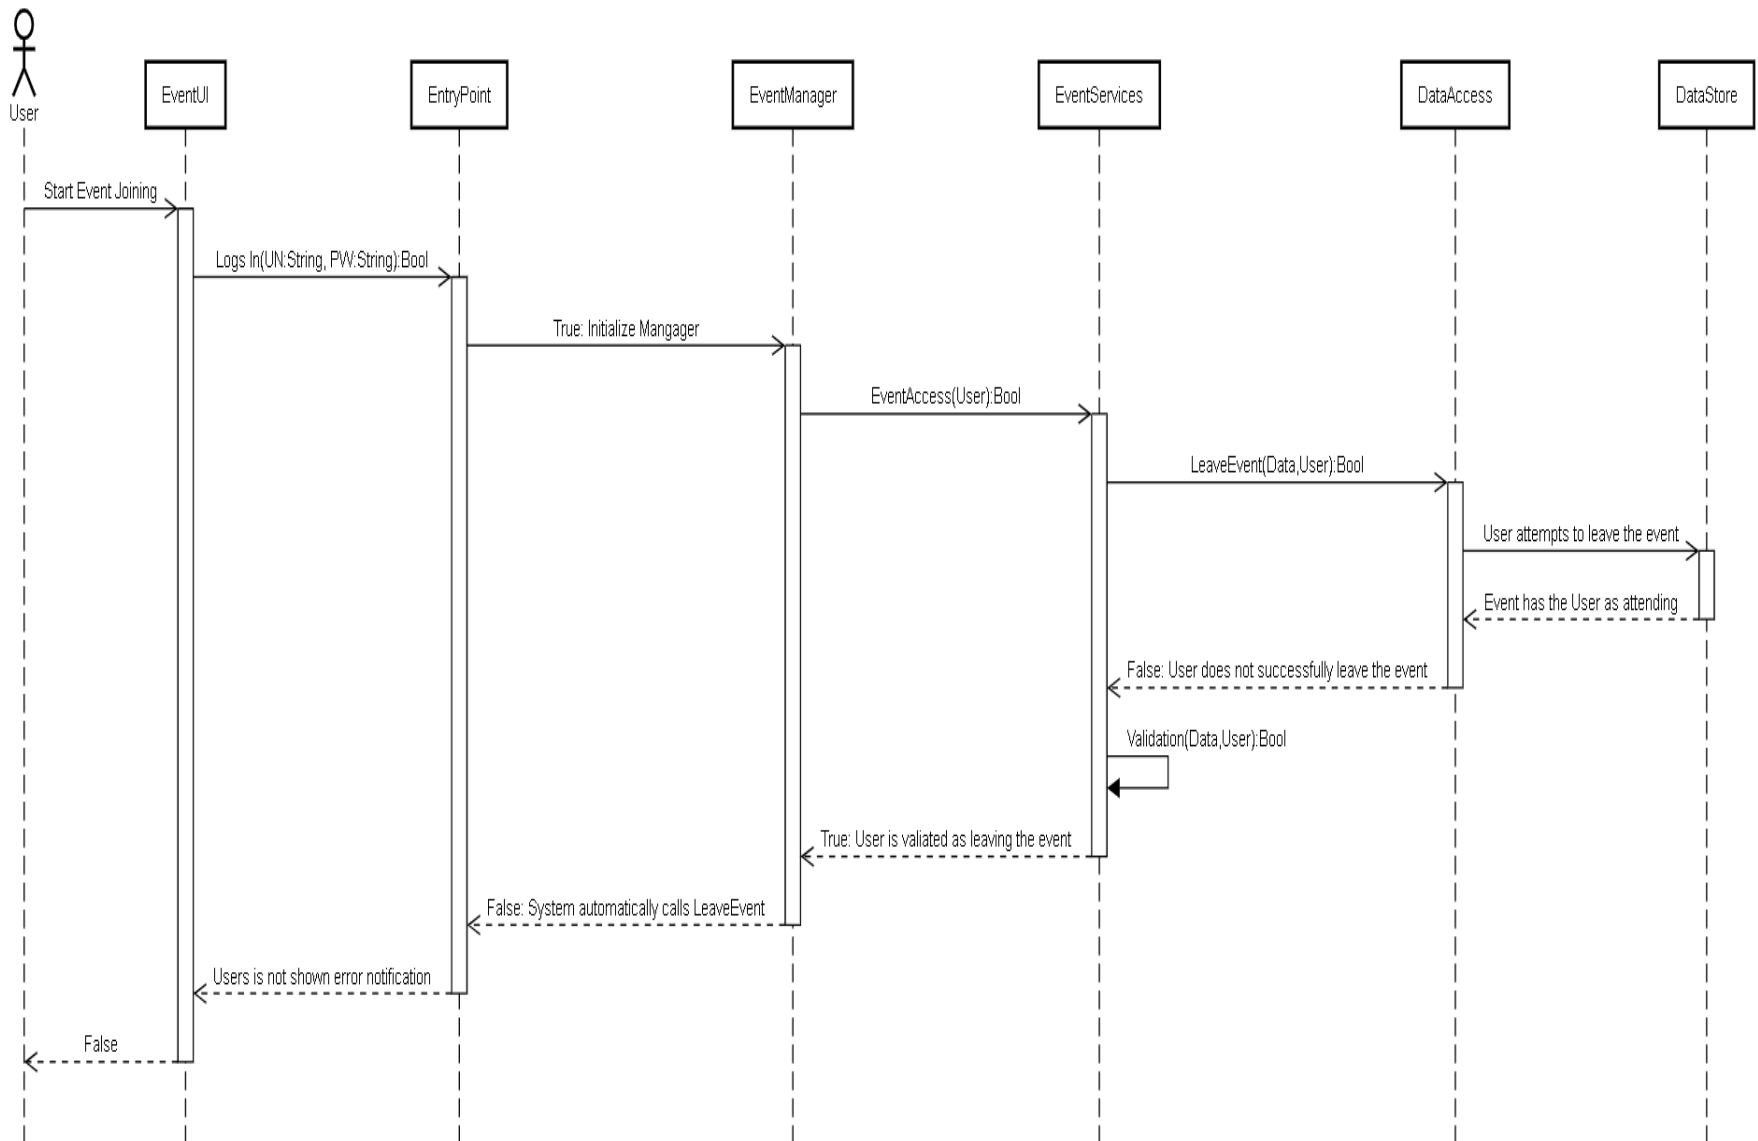 User
EventUI
EntryPoint
EventManager
EventServices
DataAccess
DataStore
Start Event Joining
Logs In(UN:String, PW:String):Bool
True: Initialize Mangager
EventAccess(User):Bool
LeaveEvent(Data,User):Bool
User attempts to leave the event
Event has the User as attending
False: User does not successfully leave the event
Validation(Data,User):Bool
True: User is valiated as leaving the event
False: System automatically calls LeaveEvent
Users is not shown error notification
False